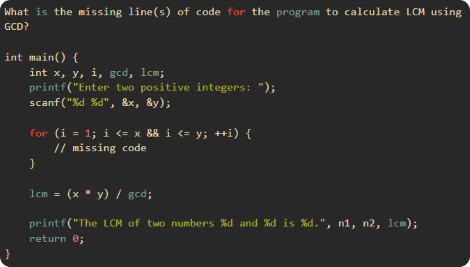 What is the missing line(s) of code for the program to calculate LCM using
GCD?
int main() {
int x, y, i, gcd, lcm;
printf("Enter two positive integers: ");
scanf("%d %d", &x, &y);
for (i = 1; i <= x && i <= y; ++i) {
// missing code
}
lcm = (x * y) / gcd;
printf("The LCM of two numbers %d and %d is %d.", n1, n2, lcm);
return 0;
}